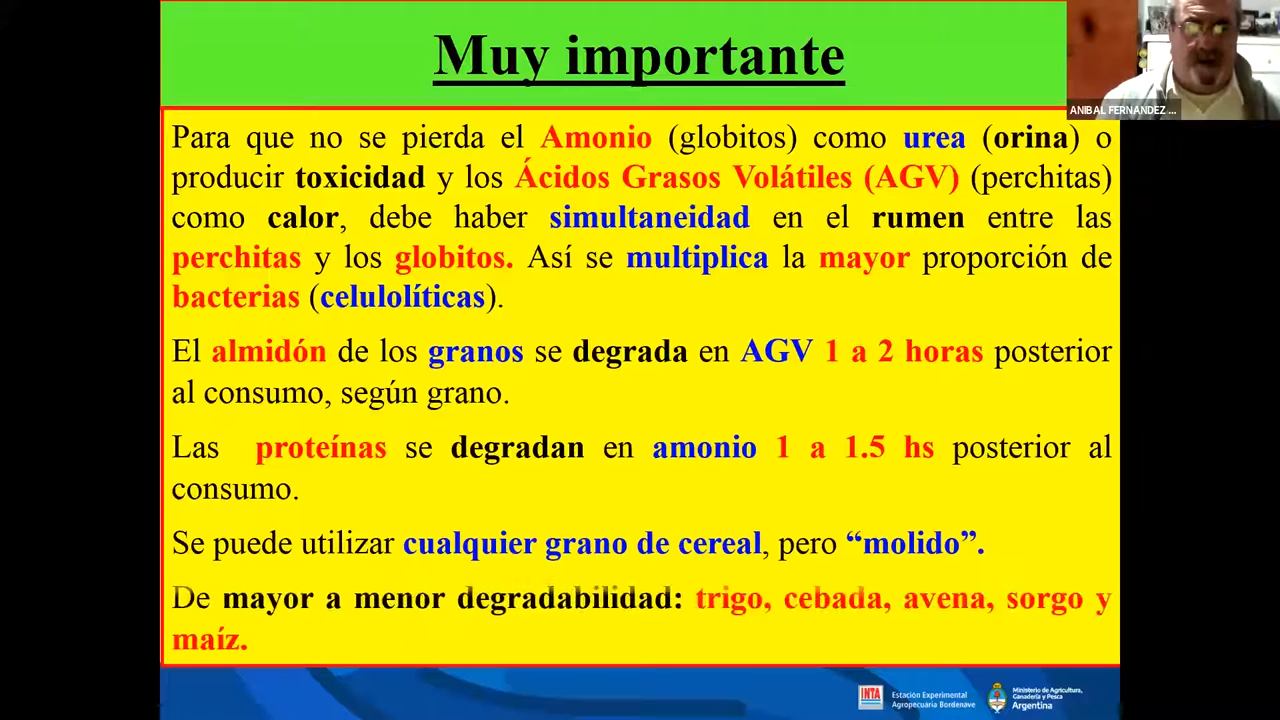 Muy importante
ANIBAL FERNANDEZ ...
Para que no se pierda el Amonio (globitos) como urea (orina) o
producir toxicidad y los Ácidos Grasos Volátiles (AGV) (perchitas)
como calor, debe haber simultaneidad en el rumen entre las
perchitas y los globitos. Así se multiplica la mayor proporción de
bacterias (celulolíticas).
El almidón de los granos se degrada en AGV 1 a 2 horas posterior
al consumo, según grano.
Las proteínas se degradan en amonio 1 a 1.5 hs posterior al
consumo.
Se puede utilizar cualquier grano de cereal, pero “molido”.
De mayor a menor degradabilidad: trigo, cebada, avena, sorgo y
maíz.
INTA
Estación Experimental
Agropecuaria Bordenave
Ministerio de Agricultura,
Ganadería y Pesca
Argentina